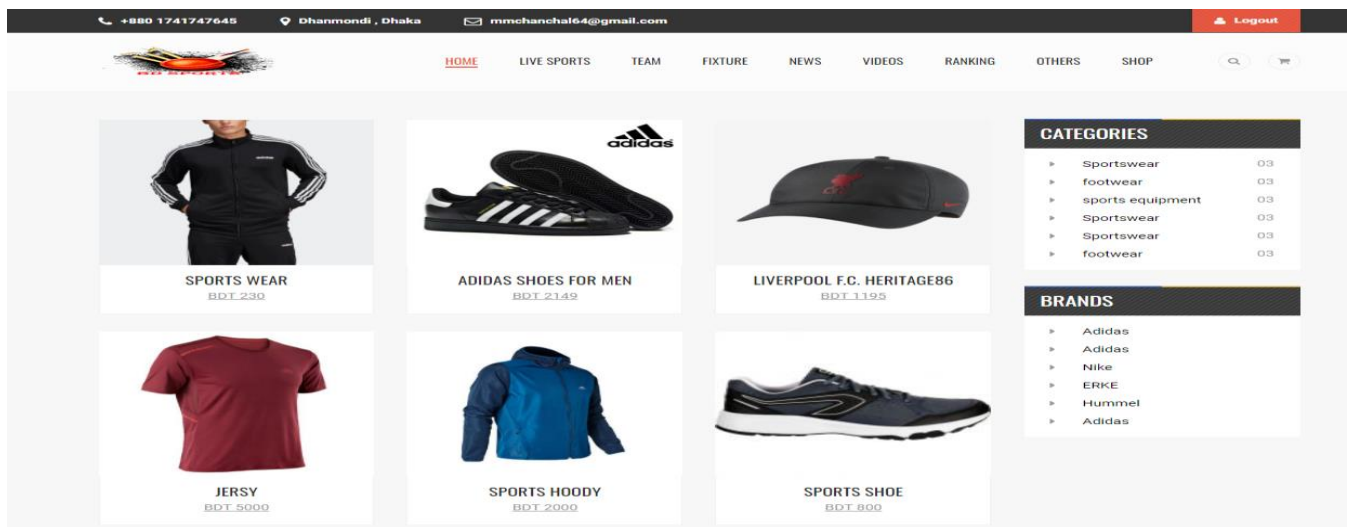 +880 1741747645 Dhanmondi , Dhaka mmchanchal64@gmail.com Logout
BD SPORTS
HOME LIVE SPORTS TEAM FIXTURE NEWS VIDEOS RANKING OTHERS SHOP
adidas
SPORTS WEAR
BDT 230
ADIDAS SHOES FOR MEN
BDT 2149
LIVERPOOL F.C. HERITAGE86
BDT 1195
JERSY
BDT 5000
SPORTS HOODY
BDT 2000
SPORTS SHOE
BDT 800
CATEGORIES
Sportswear 03
footwear 03
sports equipment 03
Sportswear 03
Sportswear 03
footwear 03
BRANDS
Adidas
Adidas
Nike
ERKE
Hummel
Adidas